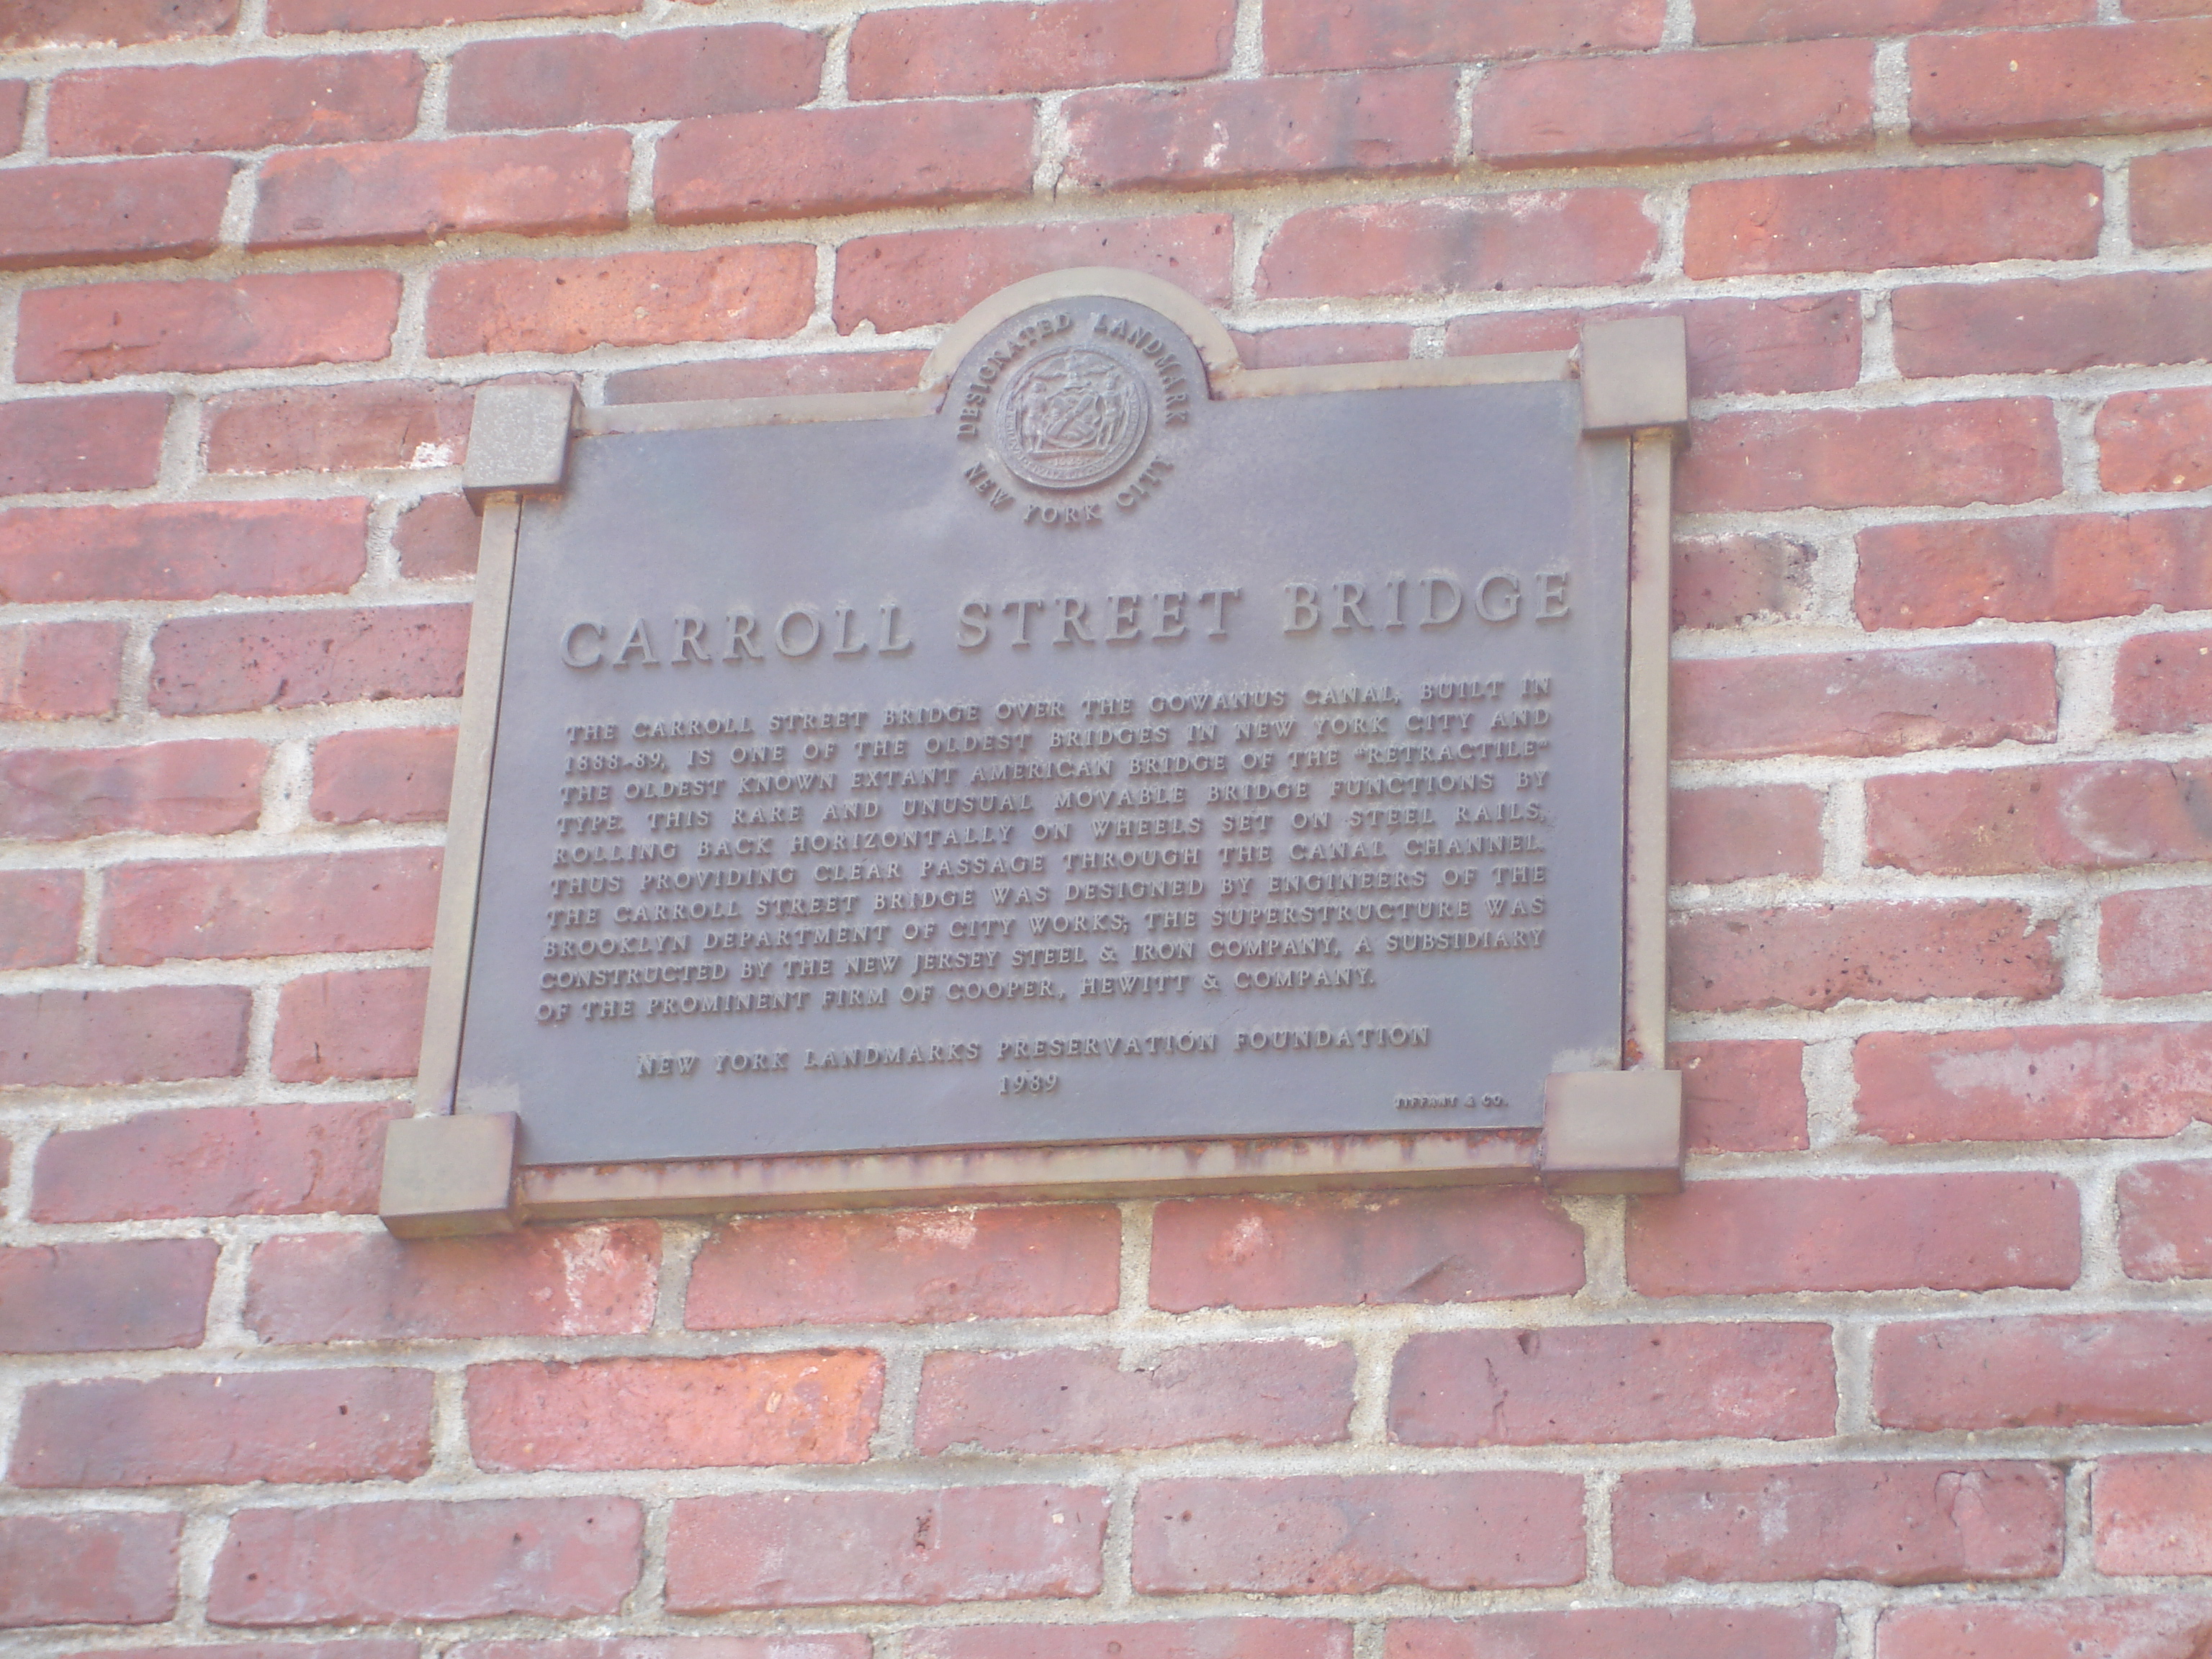 DESIGNATED LANDMARK
NEW YORK CITY
CARROLL STREET BRIDGE
THE CARROLL STREET BRIDGE OVER THE GOWANUS CANAL, BUILT IN
1888-89, IS ONE OF THE OLDEST BRIDGES IN NEW YORK CITY AND
THE OLDEST KNOWN EXTANT AMERICAN BRIDGE OF THE "RETRACTILE"
TYPE. THIS RARE AND UNUSUAL MOVABLE BRIDGE FUNCTIONS BY
ROLLING BACK HORIZONTALLY ON WHEELS SET ON STEEL RAILS,
THUS PROVIDING CLEAR PASSAGE THROUGH THE CANAL CHANNEL.
THE CARROLL STREET BRIDGE WAS DESIGNED BY ENGINEERS OF THE
BROOKLYN DEPARTMENT OF CITY WORKS; THE SUPERSTRUCTURE WAS
CONSTRUCTED BY THE NEW JERSEY STEEL & IRON COMPANY, A SUBSIDIARY
OF THE PROMINENT FIRM OF COOPER, HEWITT & COMPANY.
NEW YORK LANDMARKS PRESERVATION FOUNDATION
1989
TIFFANY & CO.